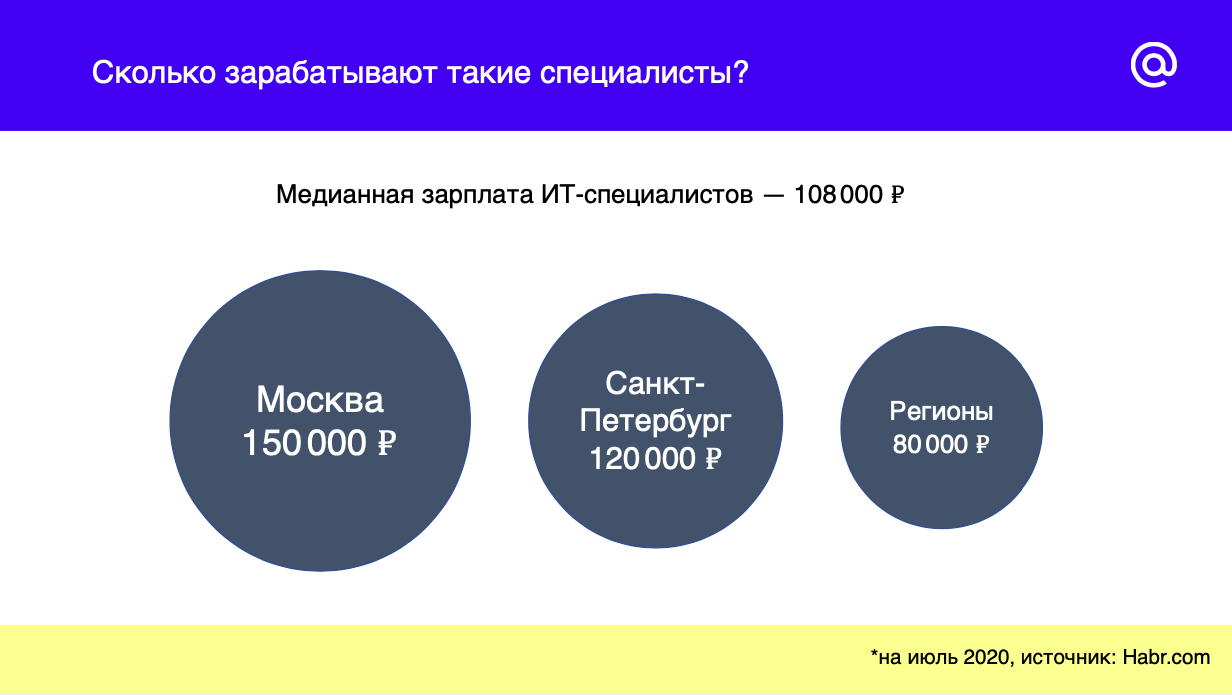 Сколько зарабатывают такие специалисты?
@
Медианная зарплата ИТ-специалистов — 108 000 ₽
Москва
150 000 ₽
Санкт-
Петербург
120 000 ₽
Регионы
80 000 ₽
*на июль 2020, источник: Habr.com